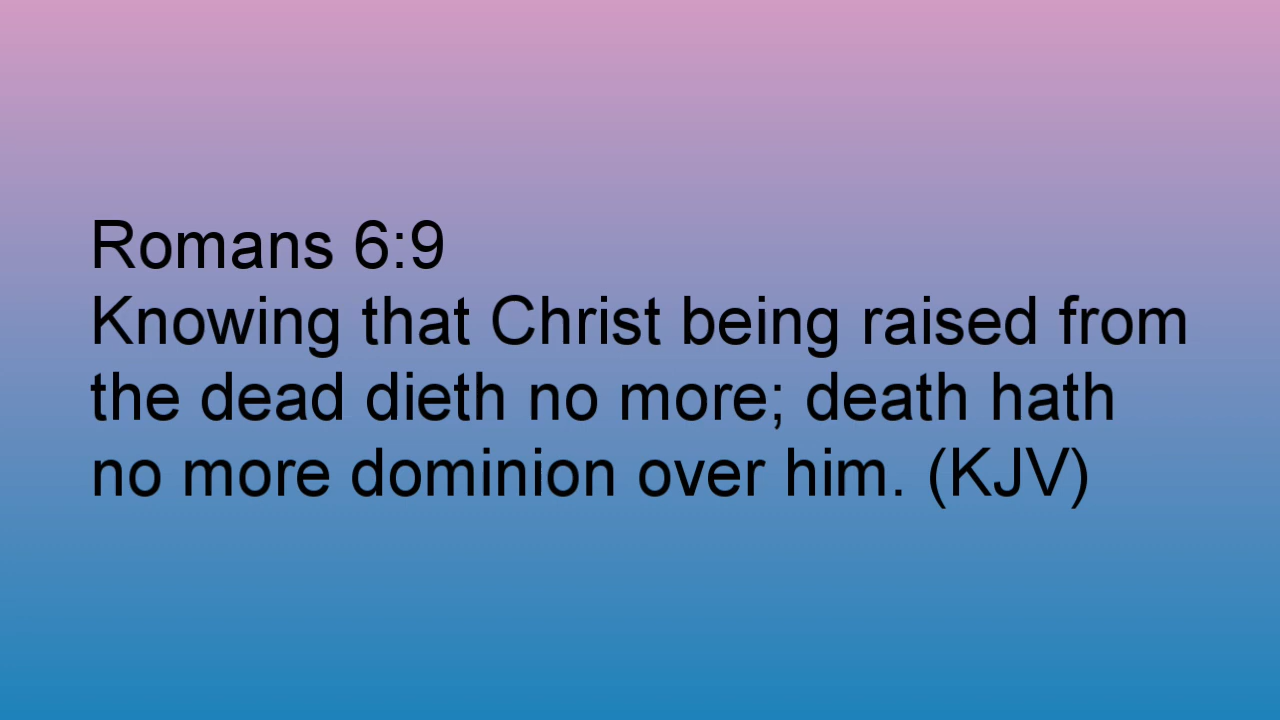 Romans 6:9
Knowing that Christ being raised from
the dead dieth no more; death hath
no more dominion over him. (KJV)